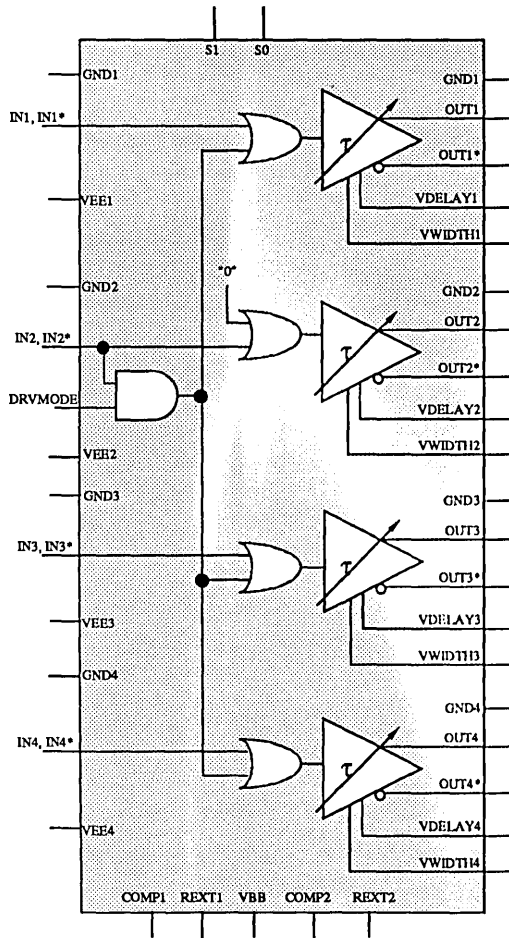 S1 S0
GND1 GND1
OUT1
IN1, IN1*
τ
OUT1*
VEE1 VDELAY1
VWIDTH1
"0"
GND2 GND2
OUT2
IN2, IN2*
τ
OUT2*
DRVMODE
VDELAY2
VEE2 VWIDTH2
GND3 GND3
OUT3
IN3, IN3*
τ
OUT3*
VEE3 VDELAY3
VWIDTH3
GND4
GND4
IN4, IN4* OUT4
τ
OUT4*
VEE4 VDELAY4
VWIDTH4
COMP1 REXT1 VBB COMP2 REXT2